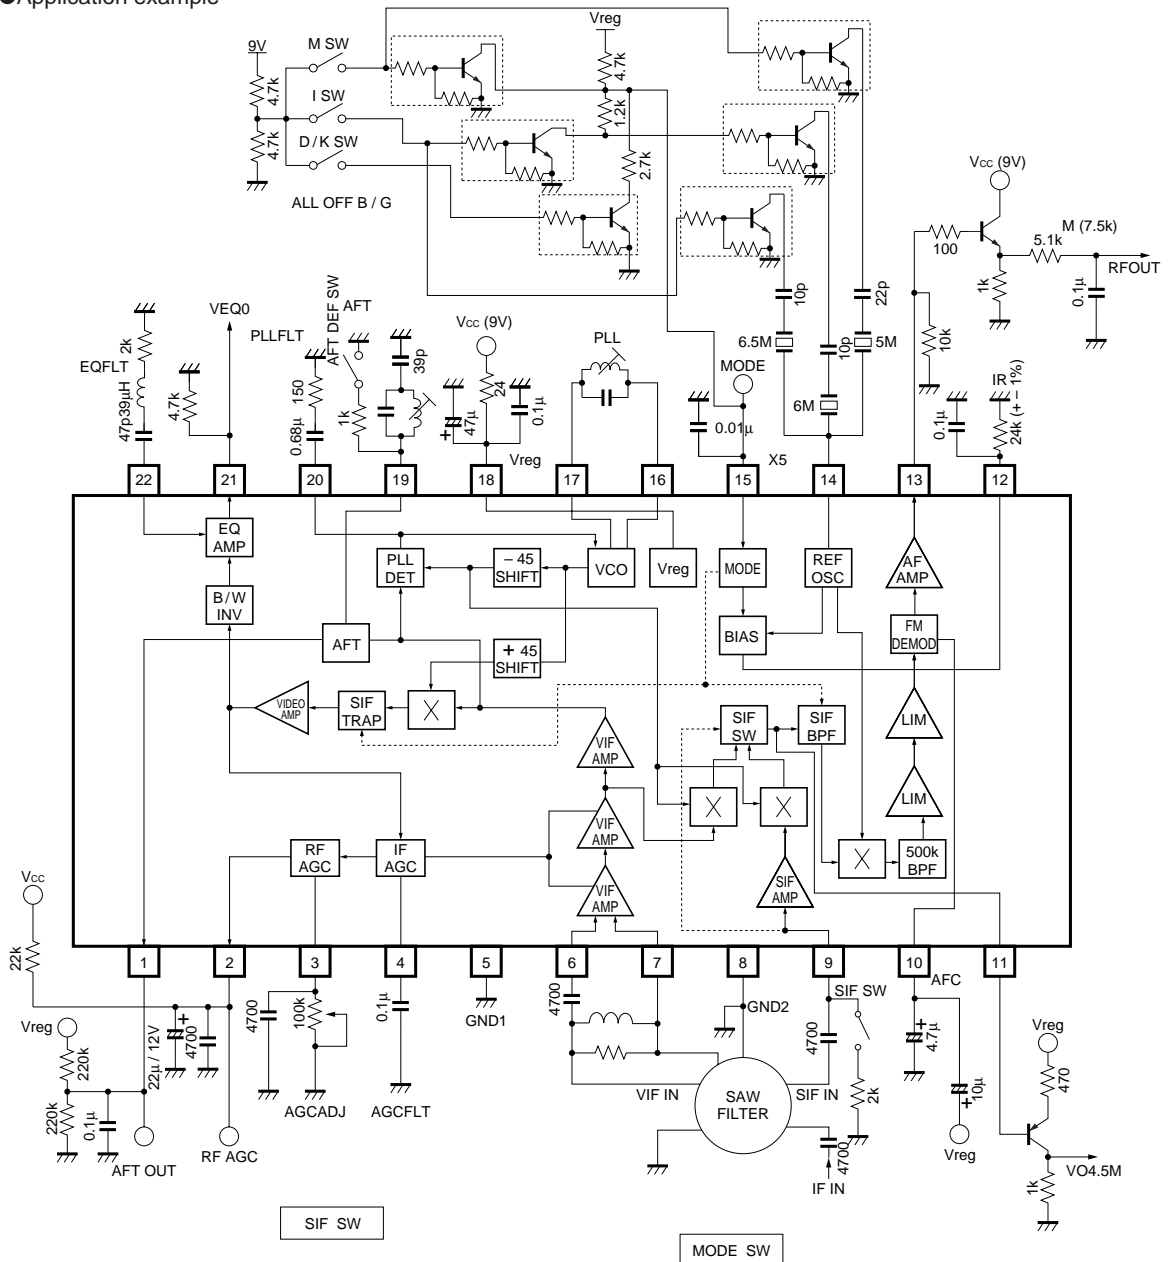 ●Application example
Vreg
9V
M SW
4.7k
I SW
4.7k
D / K SW
ALL OFF B / G
4.7k
1.2k
2.7k
VCC (9V)
100
5.1k
M (7.5k)
RFOUT
1k
0.1μ
10k
IR
24k (+ – 1%)
0.1μ
10p
22p
6.5M
10p
5M
6M
X5
MODE
0.01μ
PLL
VCC (9V)
24
47μ
+
0.1μ
Vreg
AFT
AFT DEF SW
39p
1k
PLLFLT
150
0.68μ
VEQ0
4.7k
2k
EQFLT
47p39μH
22
21
20
19
18
17
16
15
14
13
12
EQ
AMP
B / W
INV
PLL
DET
– 45
SHIFT
VCO
Vreg
MODE
REF
OSC
AF
AMP
BIAS
FM
DEMOD
AFT
+ 45
SHIFT
VIDEO
AMP
SIF
TRAP
X
VIF
AMP
SIF
SW
SIF
BPF
LIM
X
X
VIF
AMP
LIM
RF
AGC
IF
AGC
VIF
AMP
SIF
AMP
X
500k
BPF
1
2
3
4
5
6
7
8
9
10
11
VCC
22k
Vreg
220k
220k
0.1μ
AFT OUT
22μ / 12V
+
4700
RF AGC
4700
100k
AGCADJ
0.1μ
AGCFLT
GND1
4700
VIF IN
GND2
SAW
FILTER
4700
SIF IN
SIF SW
2k
4700
IF IN
AFC
+
4.7μ
10μ
+
Vreg
Vreg
470
VO4.5M
1k
SIF SW
MODE SW